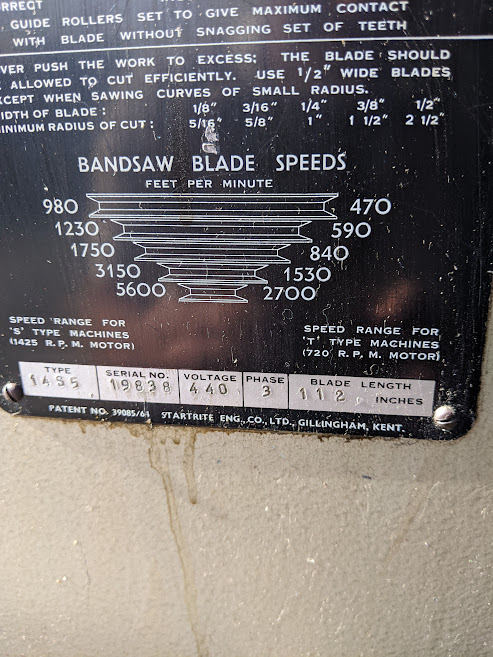 GUIDE ROLLERS SET TO GIVE MAXIMUM CONTACT
WITH BLADE WITHOUT SNAGGING SET OF TEETH
VER PUSH THE WORK TO EXCESS; THE BLADE SHOULD
ALLOWED TO CUT EFFICIENTLY. USE 1/2" WIDE BLADES
XCEPT WHEN SAWING CURVES OF SMALL RADIUS.
IDTH OF BLADE: 1/8" 3/16" 1/4" 3/8" 1/2"
INIMUM RADIUS OF CUT: 5/16" 5/8" 1" 1 1/2" 2 1/2"
BANDSAW BLADE SPEEDS
FEET PER MINUTE
980 470
1230 590
1750 840
3150 1530
5600 2700
SPEED RANGE FOR
'S' TYPE MACHINES
(1425 R.P.M. MOTOR)
SPEED RANGE FOR
'T' TYPE MACHINES
(720 R.P.M. MOTOR)
TYPE SERIAL NO. VOLTAGE PHASE BLADE LENGTH
14S5 19838 440 3 112 INCHES
PATENT NO. 39085/61 STARTRITE ENG. CO., LTD., GILLINGHAM, KENT.